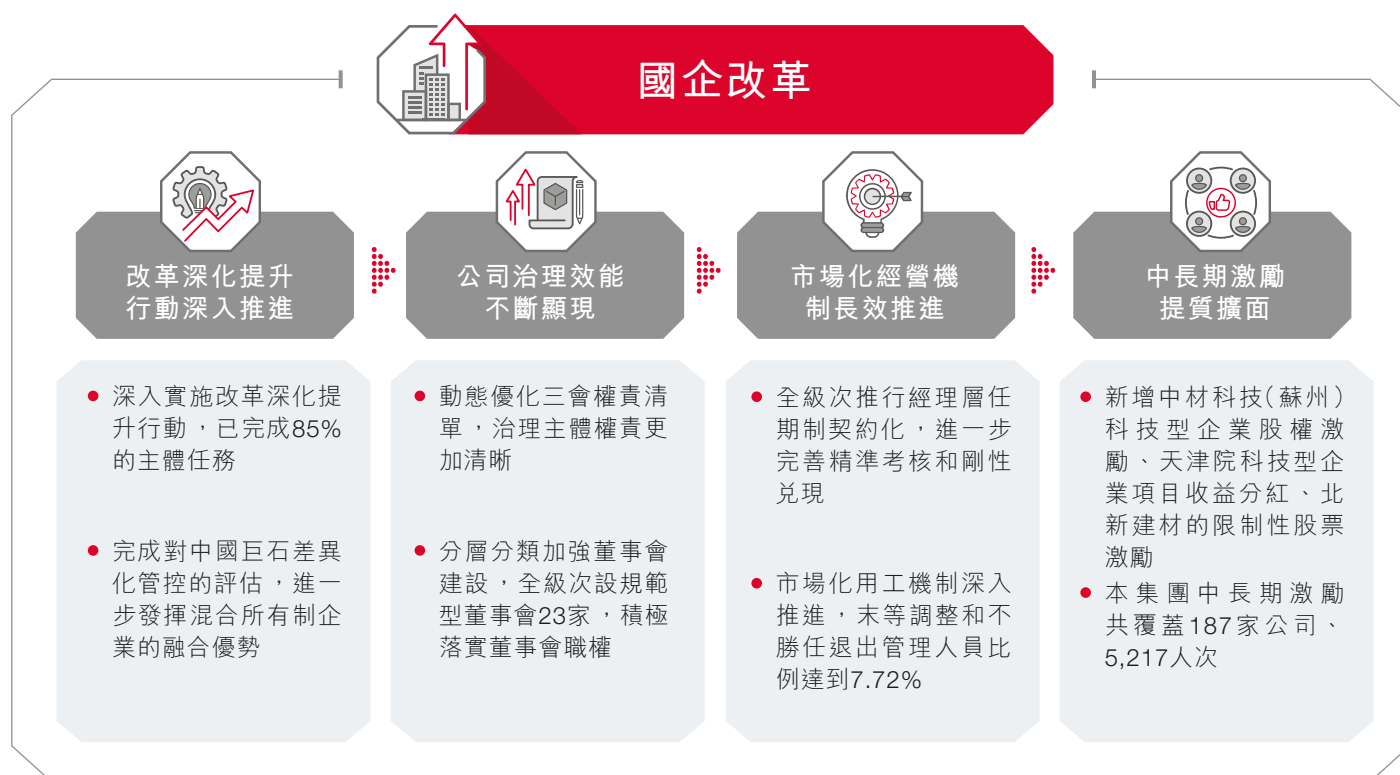 國企改革
改革深化提升
行動深入推進
深入實施改革深化提
升行動，已完成85%
的主體任務
完成對中國巨石差異
化管控的評估，進一
步發揮混合所有制企
業的融合優勢
公司治理效能
不斷顯現
動態優化三會權責清
單，治理主體權責更
加清晰
分層分類加強董事會
建設，全級次設規範
型董事會23家，積極
落實董事會職權
市場化經營機
制長效推進
全級次推行經理層任
期制契約化，進一步
完善精準考核和剛性
兌現
市場化用工機制深入
推進，末等調整和不
勝任退出管理人員比
例達到7.72%
中長期激勵
提質擴面
新增中材科技（蘇州）
科技型企業股權激
勵、天津院科技型企
業項目收益分紅、北
新建材的限制性股票
激勵
本集團中長期激勵
共覆蓋187家公司、
5,217人次